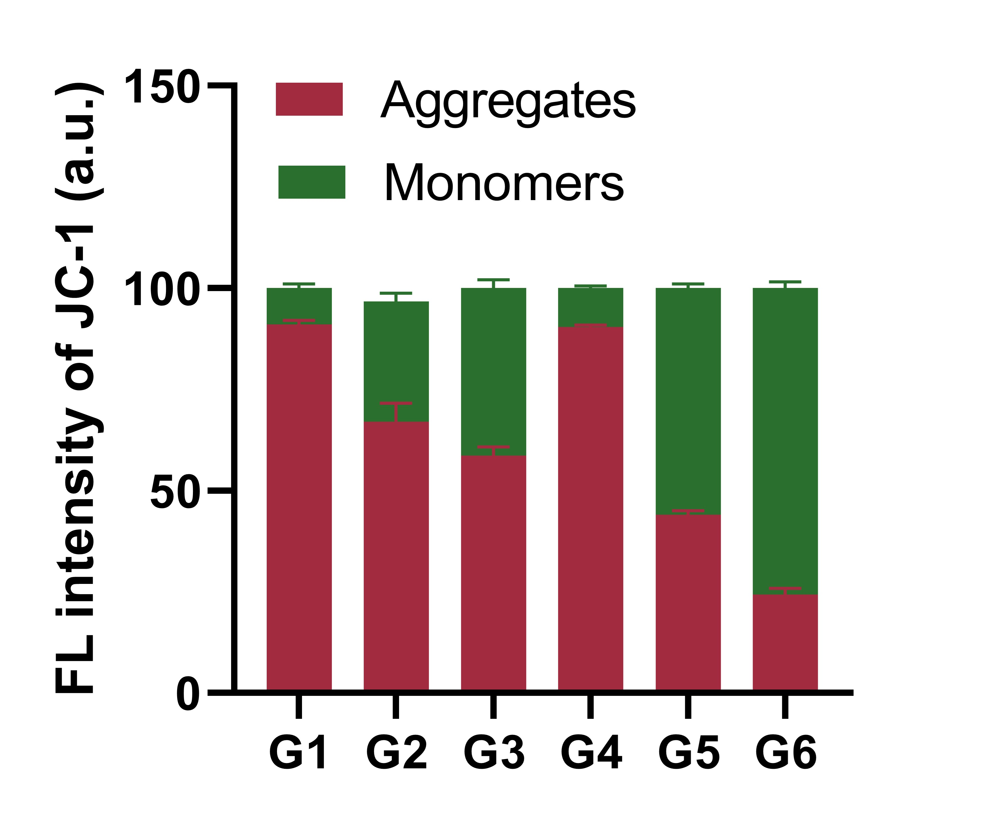 FL intensity of JC-1 (a.u.)
150
100
50
0
Aggregates
Monomers
G1 G2 G3 G4 G5 G6